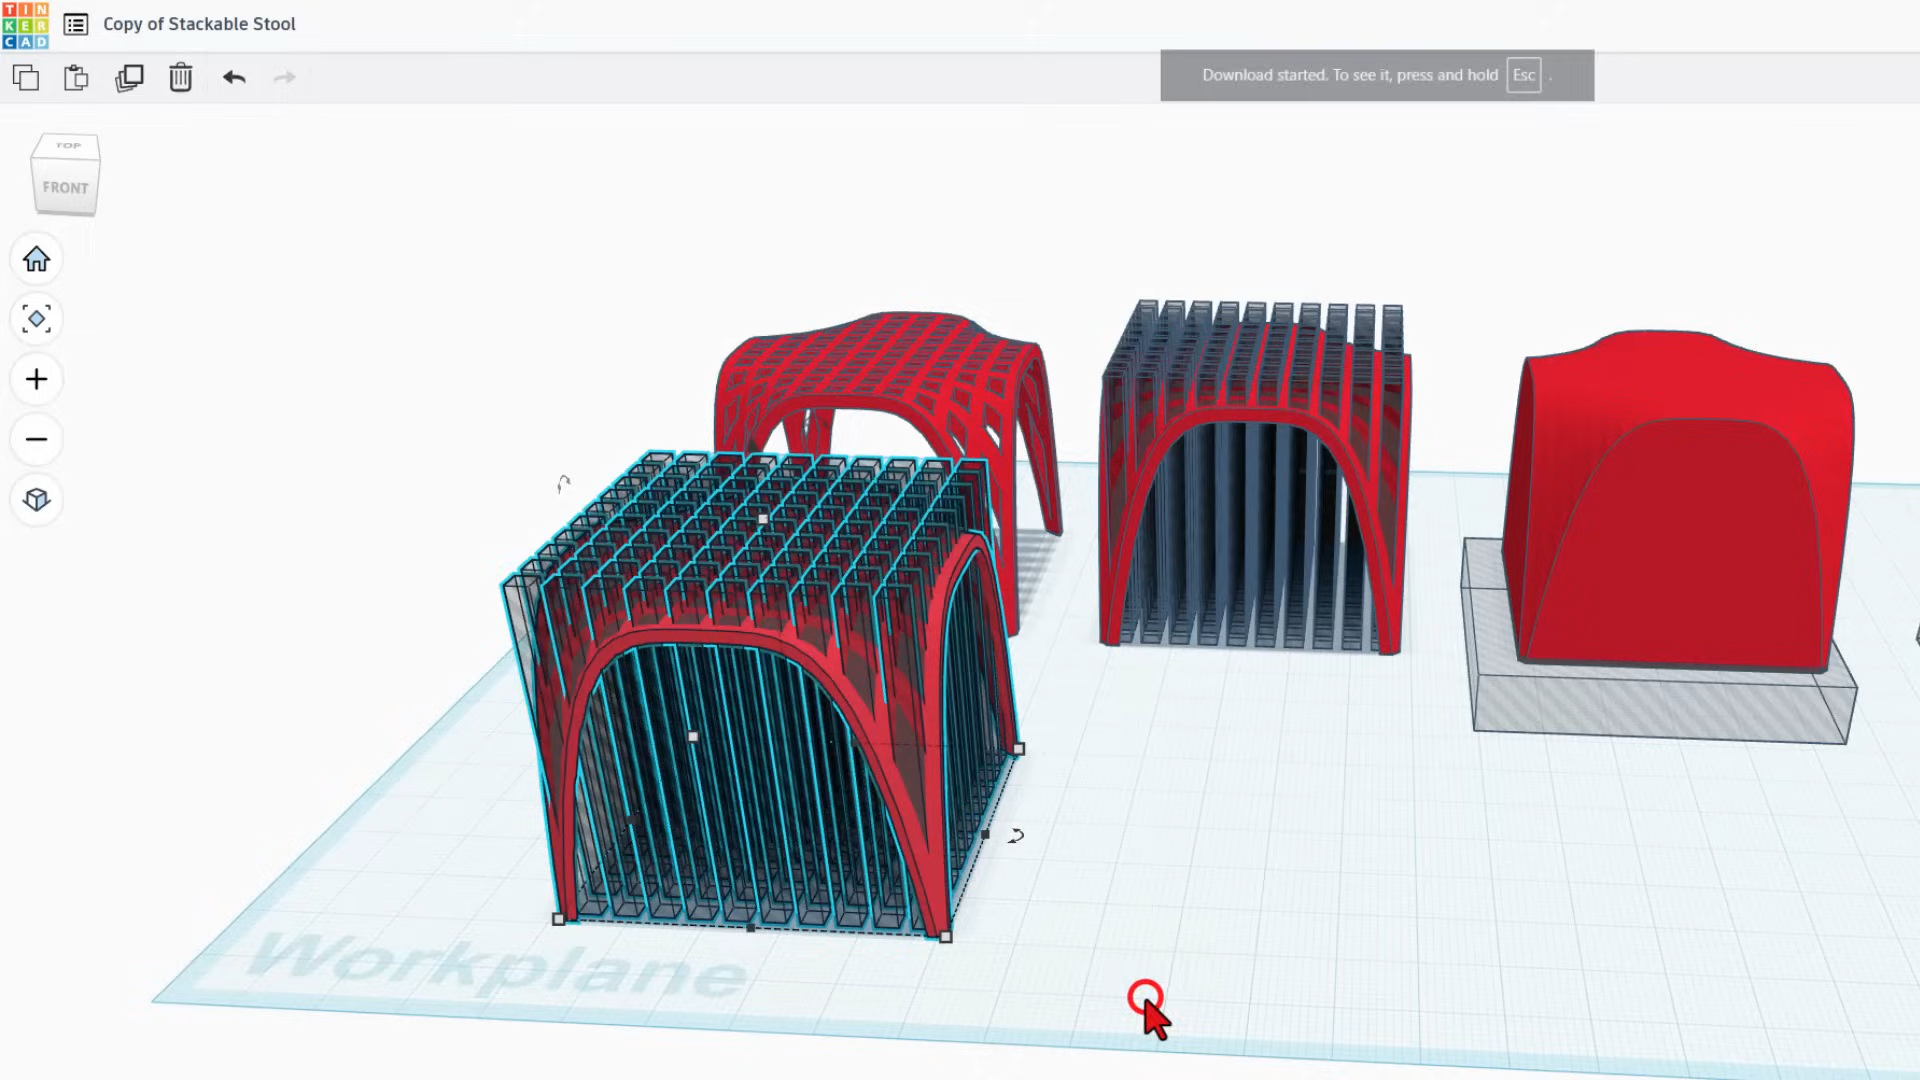 TIN
KER
CAD
Copy of Stackable Stool
Download started. To see it, press and hold Esc .
TOP
FRONT
Workplane